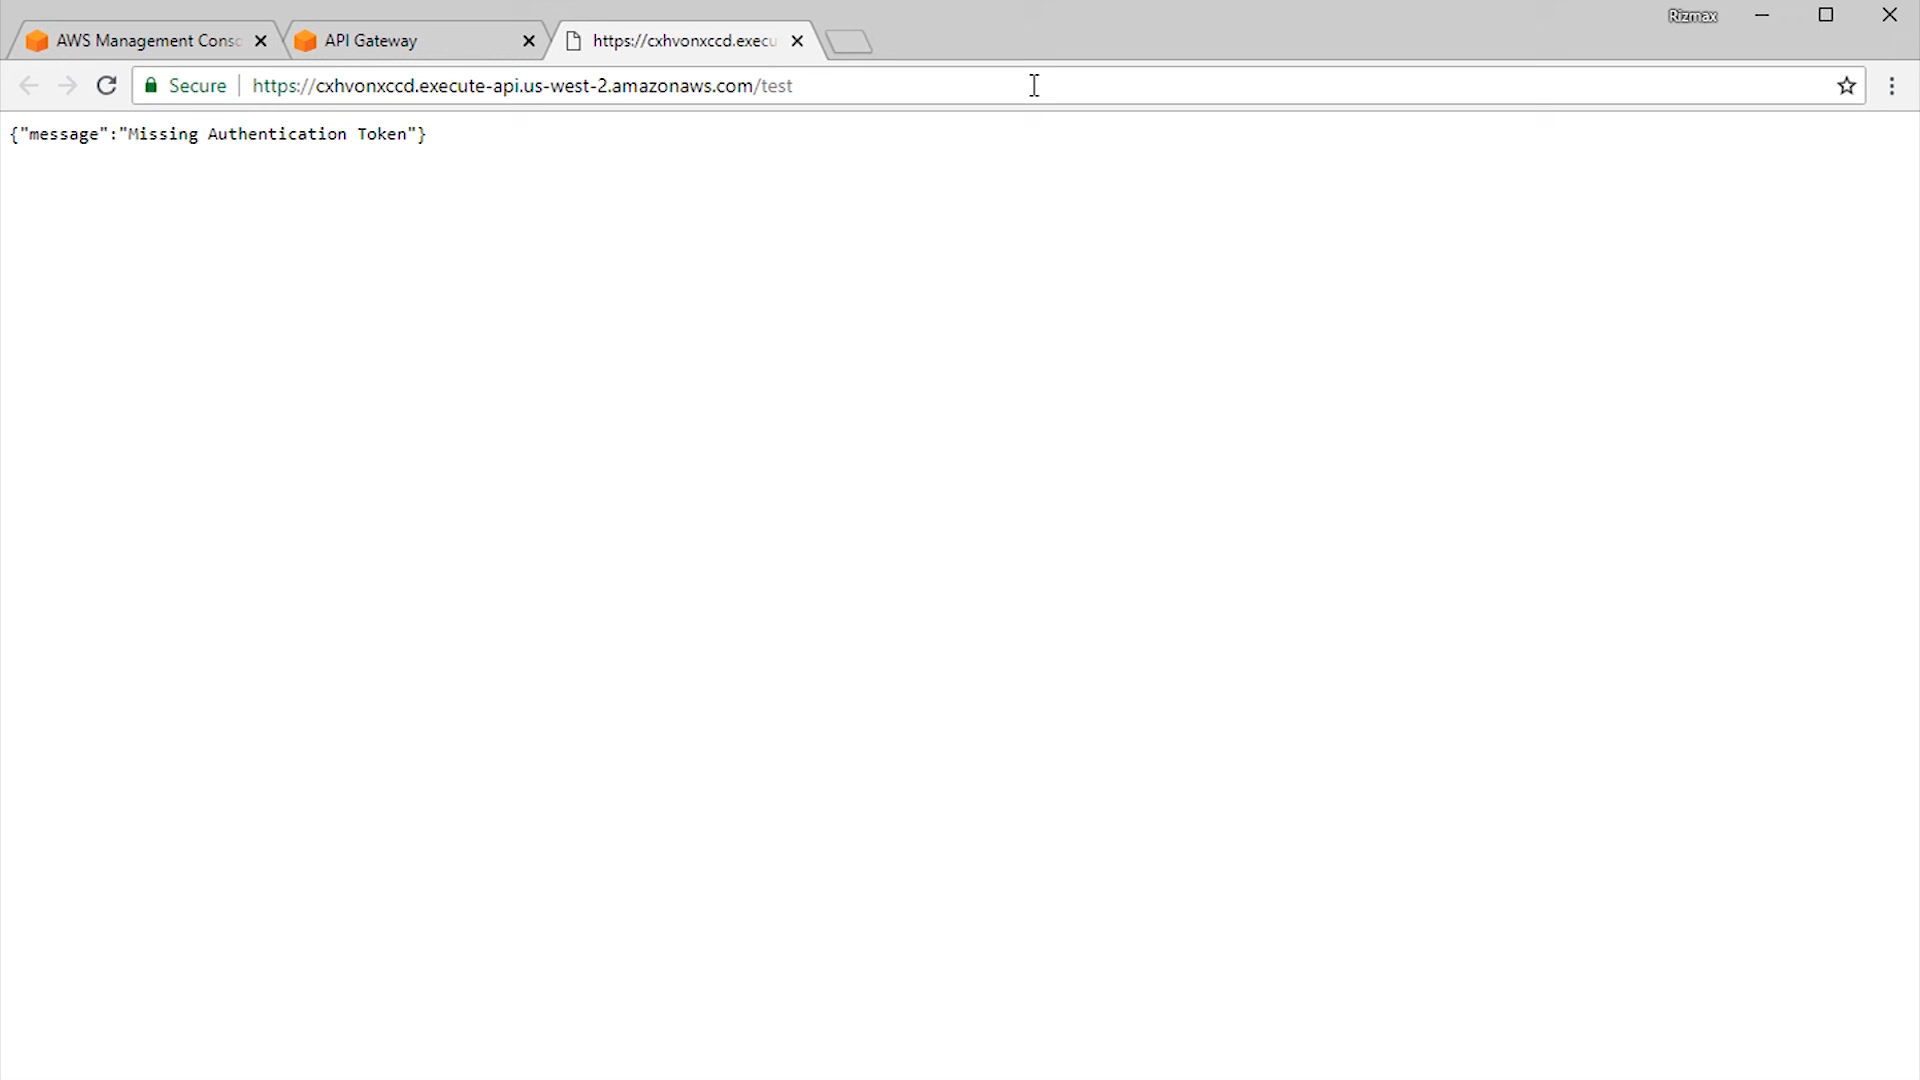 Rizmax
AWS Management Conso
API Gateway
https://cxhvonxccd.execu
Secure
https://cxhvonxccd.execute-api.us-west-2.amazonaws.com/test
{"message":"Missing Authentication Token"}